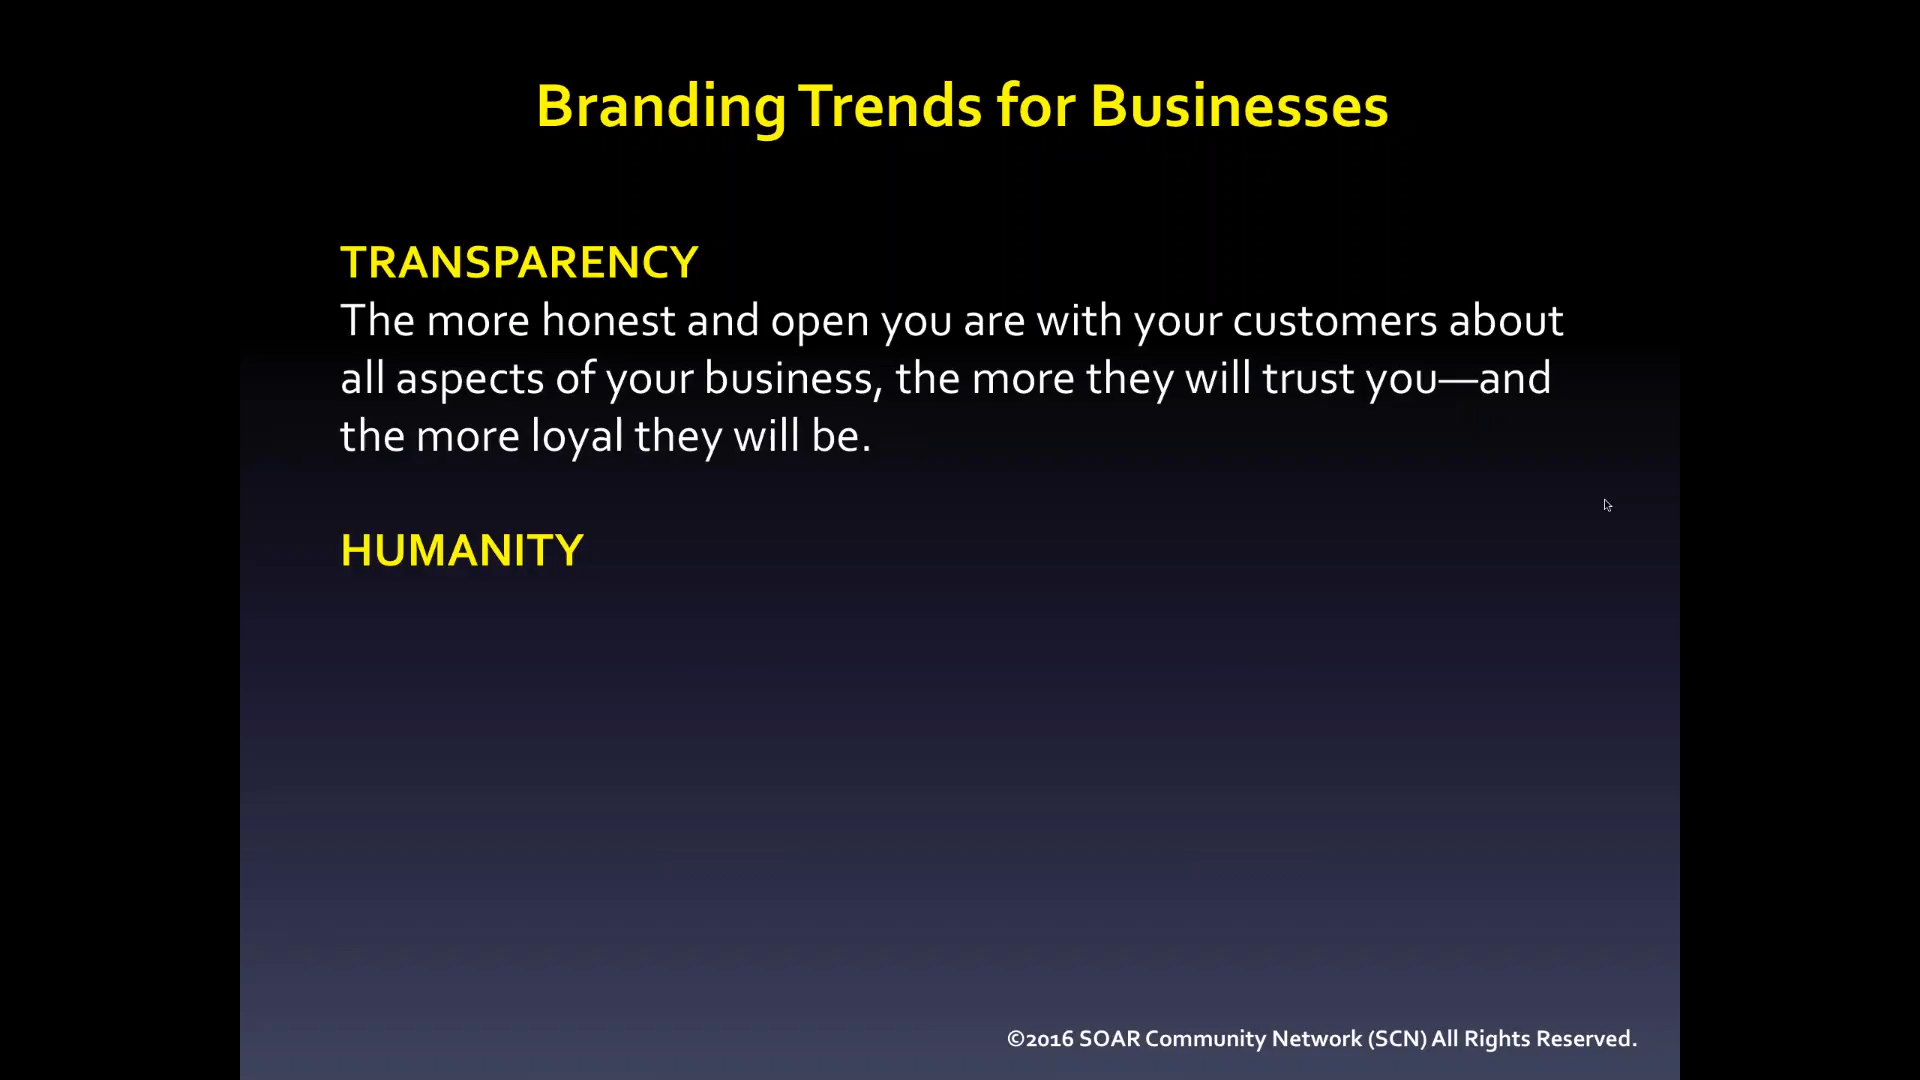 Branding Trends for Businesses
TRANSPARENCY
The more honest and open you are with your customers about
all aspects of your business, the more they will trust you—and
the more loyal they will be.
HUMANITY
©2016 SOAR Community Network (SCN) All Rights Reserved.